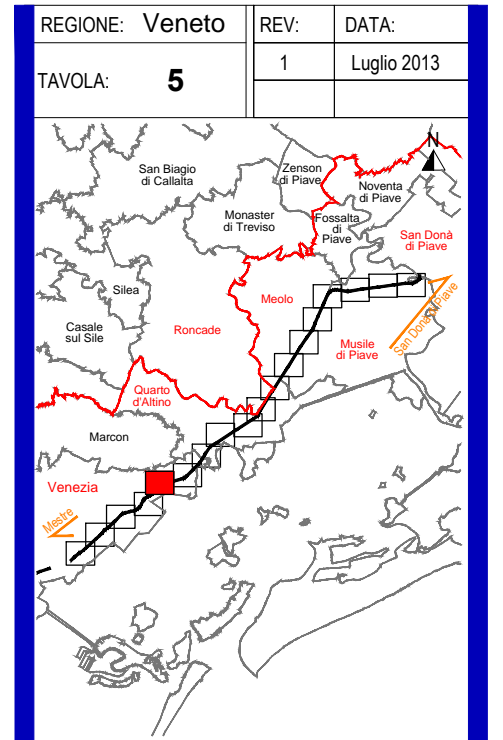 REGIONE: Veneto
REV:
DATA:
TAVOLA: 5
1
Luglio 2013
N
San Biagio
di Callalta
Zenson
di Piave
Noventa
di Piave
Monaster
di Treviso
Fossalta
di
Piave
San Donà
di Piave
Silea
Meolo
Casale
sul Sile
Roncade
Musile
di Piave
San Donà di Piave
Quarto
d'Altino
Marcon
Venezia
Mestre